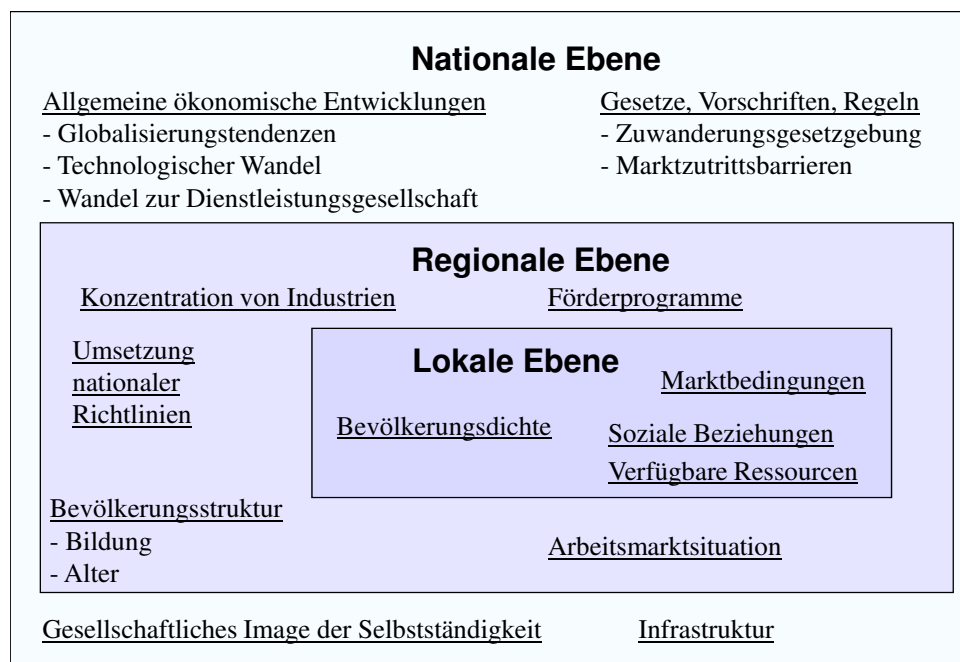 Nationale Ebene
Allgemeine ökonomische Entwicklungen
- Globalisierungstendenzen
- Technologischer Wandel
- Wandel zur Dienstleistungsgesellschaft
Gesetze, Vorschriften, Regeln
- Zuwanderungsgesetzgebung
- Marktzutrittsbarrieren
Regionale Ebene
Konzentration von Industrien
Förderprogramme
Umsetzung
nationaler
Richtlinien
Lokale Ebene
Marktbedingungen
Bevölkerungsdichte
Soziale Beziehungen
Verfügbare Ressourcen
Bevölkerungsstruktur
- Bildung
- Alter
Arbeitsmarktsituation
Gesellschaftliches Image der Selbstständigkeit
Infrastruktur